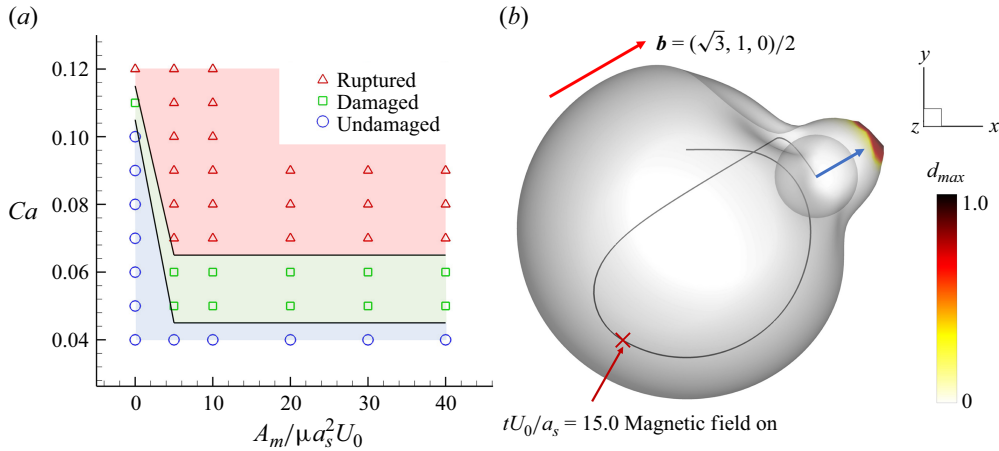 (a)
0.12
0.10
Ca 0.08
0.06
0.04
0 10 20 30 40
A_m/μa_s^2U_0
Ruptured
Damaged
Undamaged
(b)
b = (√3, 1, 0)/2
y
z x
d_max
1.0
0
tU_0/a_s = 15.0 Magnetic field on